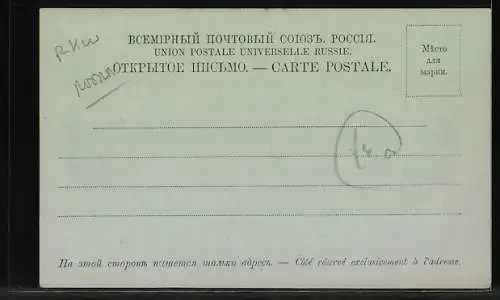 ВСЕМІРНЫЙ ПОЧТОВЫЙ СОЮЗЪ. РОССІЯ.
UNION POSTALE UNIVERSELLE RUSSIE.
ОТКРЫТОЕ ПИСЬМО. — CARTE POSTALE.
Мѣсто
для
марки.
На этой сторонѣ пишется только адресъ. — Côté réservé exclusivement à l'adresse.